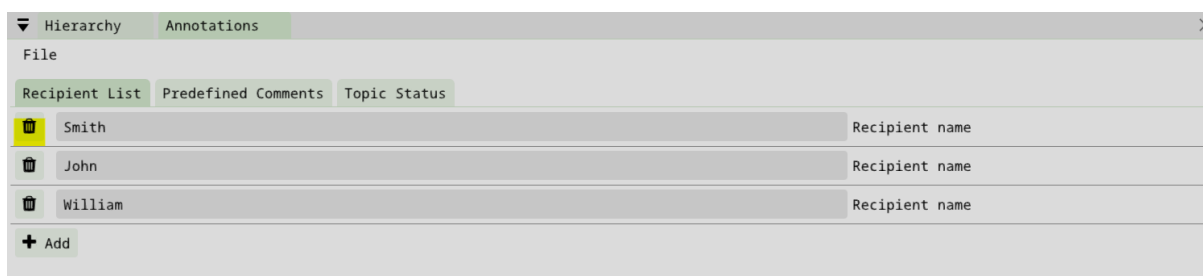 Hierarchy Annotations
File
Recipient List Predefined Comments Topic Status
Smith Recipient name
John Recipient name
William Recipient name
Add